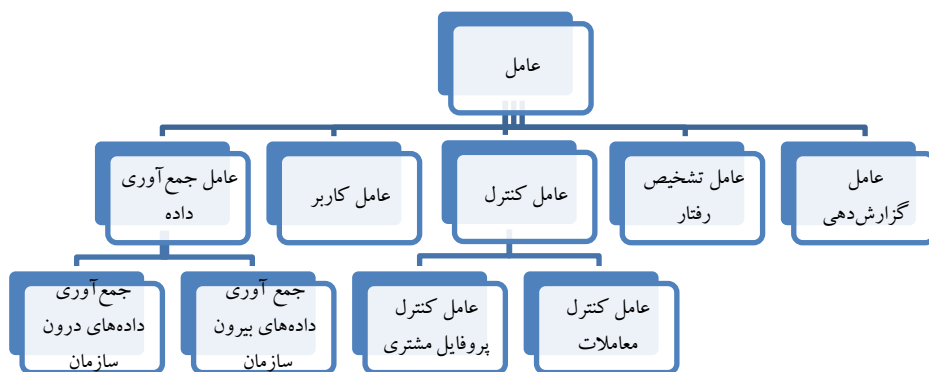 عامل
عامل
گزارش‌دهی
عامل تشخیص
رفتار
عامل کنترل
عامل کاربر
عامل جمع‌آوری
داده
عامل کنترل
معاملات
عامل کنترل
پروفایل مشتری
جمع آوری
داده‌های بیرون
سازمان
جمع‌آوری
داده‌های درون
سازمان